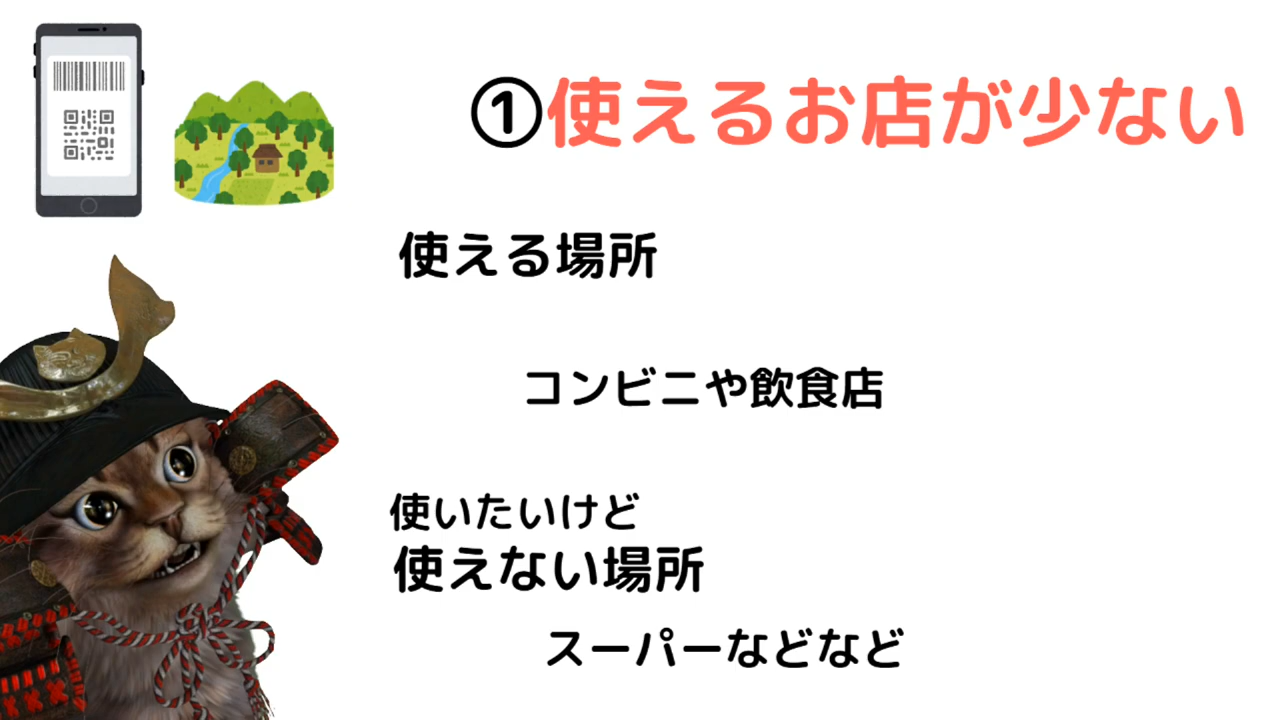 ①使えるお店が少ない
使える場所
コンビニや飲食店
使いたいけど
使えない場所
スーパーなどなど